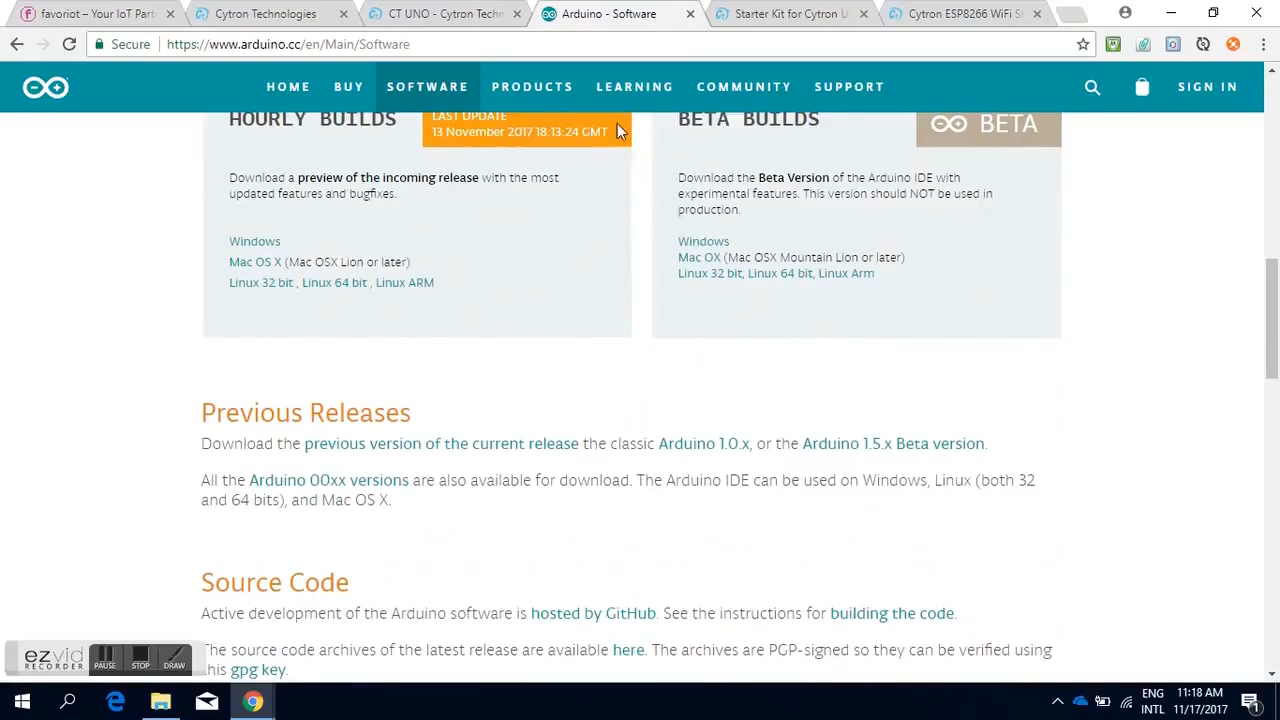 favoriot – Your IoT Part
Cytron Technologies
CT UNO - Cytron Techn
Arduino - Software
Starter Kit for Cytron U
Cytron ESP8266 WiFi S
Secure
https://www.arduino.cc/en/Main/Software
HOME BUY SOFTWARE PRODUCTS LEARNING COMMUNITY SUPPORT SIGN IN
HOURLY BUILDS
LAST UPDATE
13 November 2017 18:13:24 GMT
Download a preview of the incoming release with the most
updated features and bugfixes.
Windows
Mac OS X (Mac OSX Lion or later)
Linux 32 bit , Linux 64 bit , Linux ARM
BETA BUILDS
BETA
Download the Beta Version of the Arduino IDE with
experimental features. This version should NOT be used in
production.
Windows
Mac OX (Mac OSX Mountain Lion or later)
Linux 32 bit, Linux 64 bit, Linux Arm
Previous Releases
Download the previous version of the current release the classic Arduino 1.0.x, or the Arduino 1.5.x Beta version.
All the Arduino 00xx versions are also available for download. The Arduino IDE can be used on Windows, Linux (both 32
and 64 bits), and Mac OS X.
Source Code
Active development of the Arduino software is hosted by GitHub. See the instructions for building the code.
The source code archives of the latest release are available here. The archives are PGP-signed so they can be verified using
this gpg key.
ezvid
RECORDER
PAUSE STOP DRAW
ENG
INTL
11:18 AM
11/17/2017
1